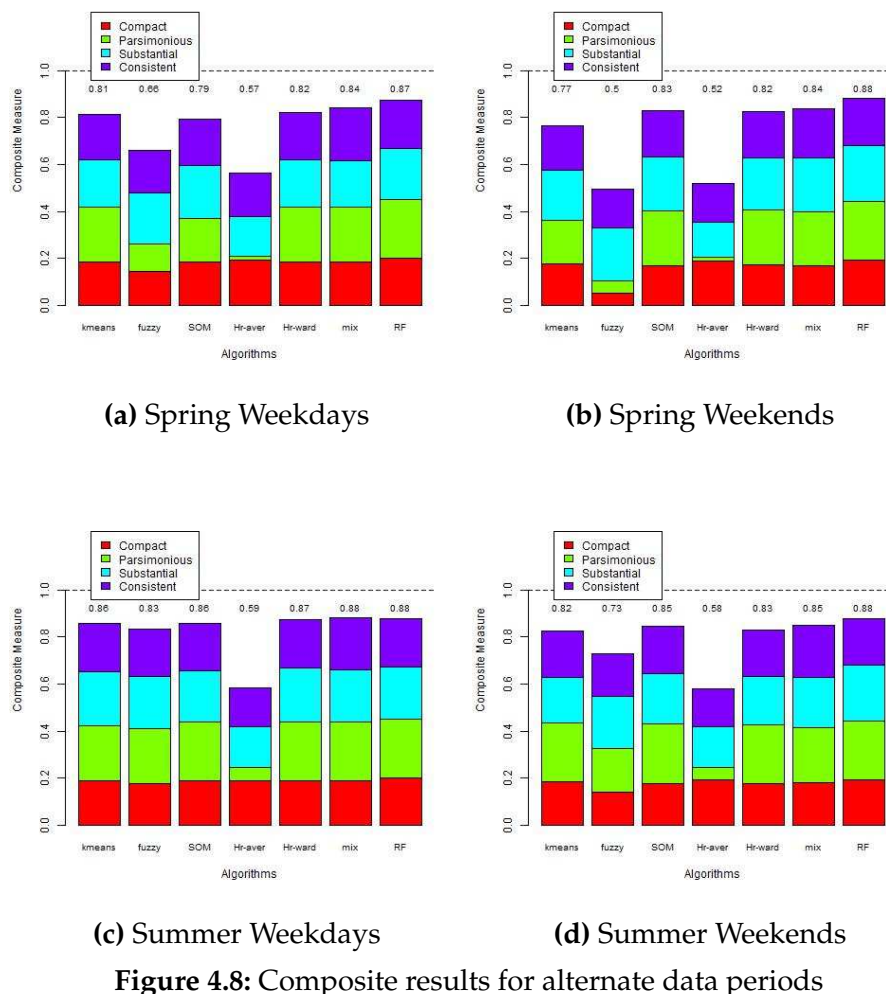 Compact
Parsimonious
Substantial
Consistent
Composite Measure
0.0 0.2 0.4 0.6 0.8 1.0
0.81 0.66 0.79 0.57 0.82 0.84 0.87
kmeans fuzzy SOM Hr-aver Hr-ward mix RF
Algorithms
(a) Spring Weekdays
Compact
Parsimonious
Substantial
Consistent
Composite Measure
0.0 0.2 0.4 0.6 0.8 1.0
0.77 0.5 0.83 0.52 0.82 0.84 0.88
kmeans fuzzy SOM Hr-aver Hr-ward mix RF
Algorithms
(b) Spring Weekends
Compact
Parsimonious
Substantial
Consistent
Composite Measure
0.0 0.2 0.4 0.6 0.8 1.0
0.86 0.83 0.86 0.59 0.87 0.88 0.88
kmeans fuzzy SOM Hr-aver Hr-ward mix RF
Algorithms
(c) Summer Weekdays
Compact
Parsimonious
Substantial
Consistent
Composite Measure
0.0 0.2 0.4 0.6 0.8 1.0
0.82 0.73 0.85 0.58 0.83 0.85 0.88
kmeans fuzzy SOM Hr-aver Hr-ward mix RF
Algorithms
(d) Summer Weekends
Figure 4.8: Composite results for alternate data periods